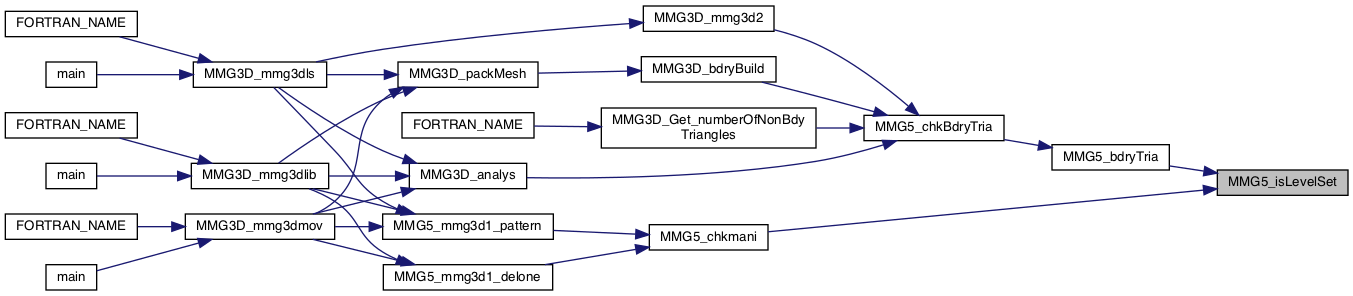 FORTRAN_NAME
main
FORTRAN_NAME
main
FORTRAN_NAME
main
MMG3D_mmg3dls
MMG3D_mmg3dlib
MMG3D_mmg3dmov
MMG3D_packMesh
FORTRAN_NAME
MMG3D_analys
MMG5_mmg3d1_pattern
MMG5_mmg3d1_delone
MMG3D_mmg3d2
MMG3D_bdryBuild
MMG3D_Get_numberOfNonBdy
Triangles
MMG5_chkmani
MMG5_chkBdryTria
MMG5_bdryTria
MMG5_isLevelSet